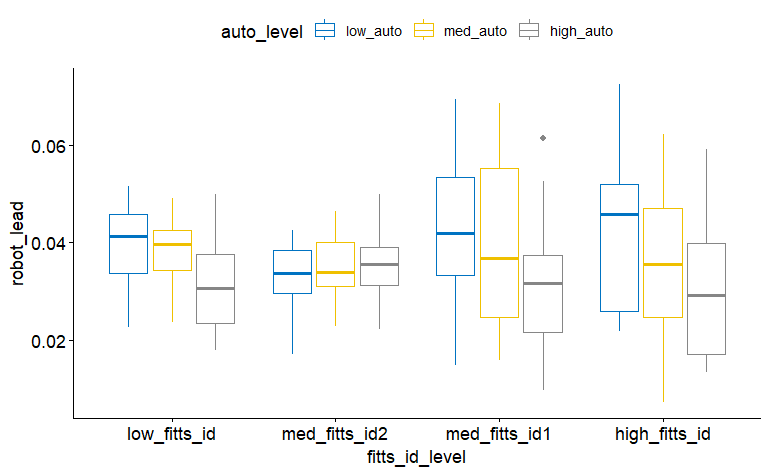 auto_level low_auto med_auto high_auto
robot_lead
0.06
0.04
0.02
low_fitts_id med_fitts_id2 med_fitts_id1 high_fitts_id
fitts_id_level